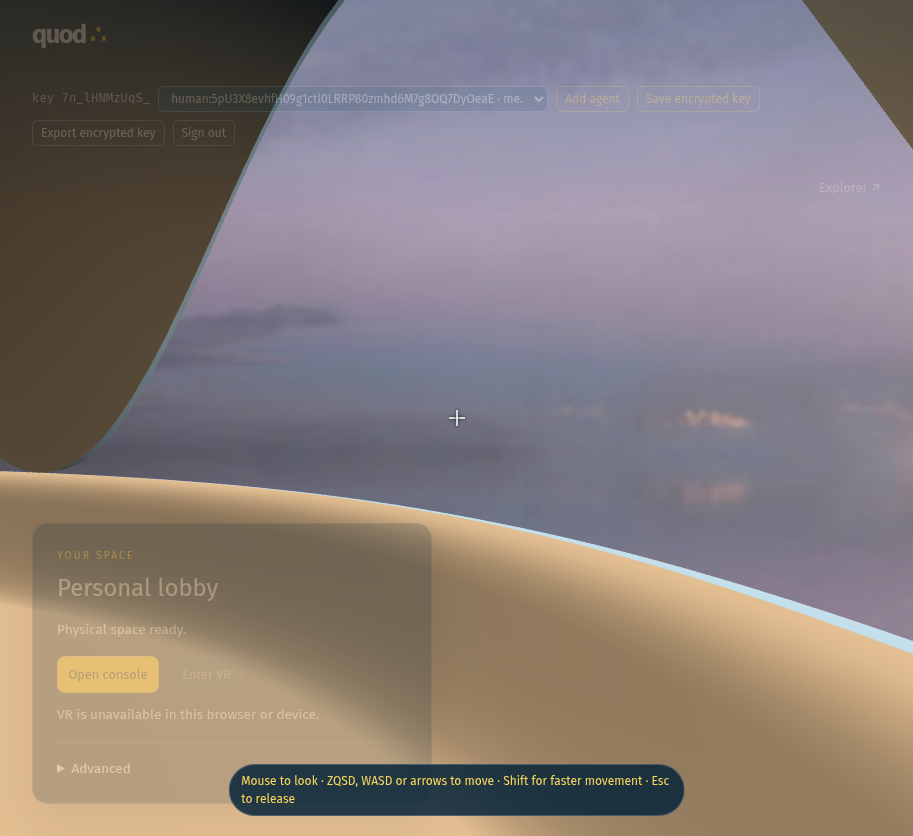 quod
key 7n_lHNMzUqS_ human:5pU3X8evhfH09g1ctl0LRRP80zmhd6M7g8OQ7DyOeaE · me. Add agent Save encrypted key
Export encrypted key Sign out
Explorer ↗
YOUR SPACE
Personal lobby
Physical space ready.
Open console Enter VR
VR is unavailable in this browser or device.
▶ Advanced
Mouse to look · ZQSD, WASD or arrows to move · Shift for faster movement · Esc
to release